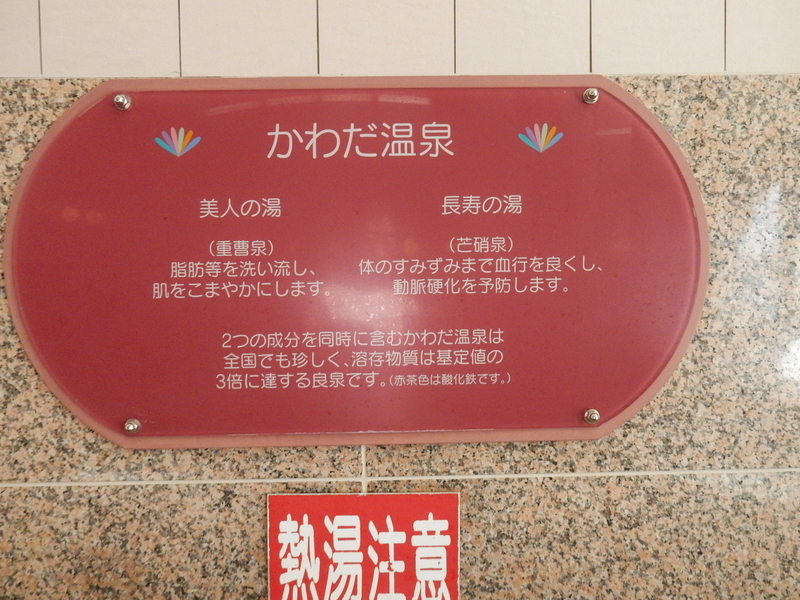 かわだ温泉
美人の湯
(重曹泉)
脂肪等を洗い流し、
肌をこまやかにします。
長寿の湯
(芒硝泉)
体のすみずみまで血行を良くし、
動脈硬化を予防します。
2つの成分を同時に含むかわだ温泉は
全国でも珍しく、溶存物質は基定値の
3倍に達する良泉です。(赤茶色は酸化鉄です。)
熱湯注意